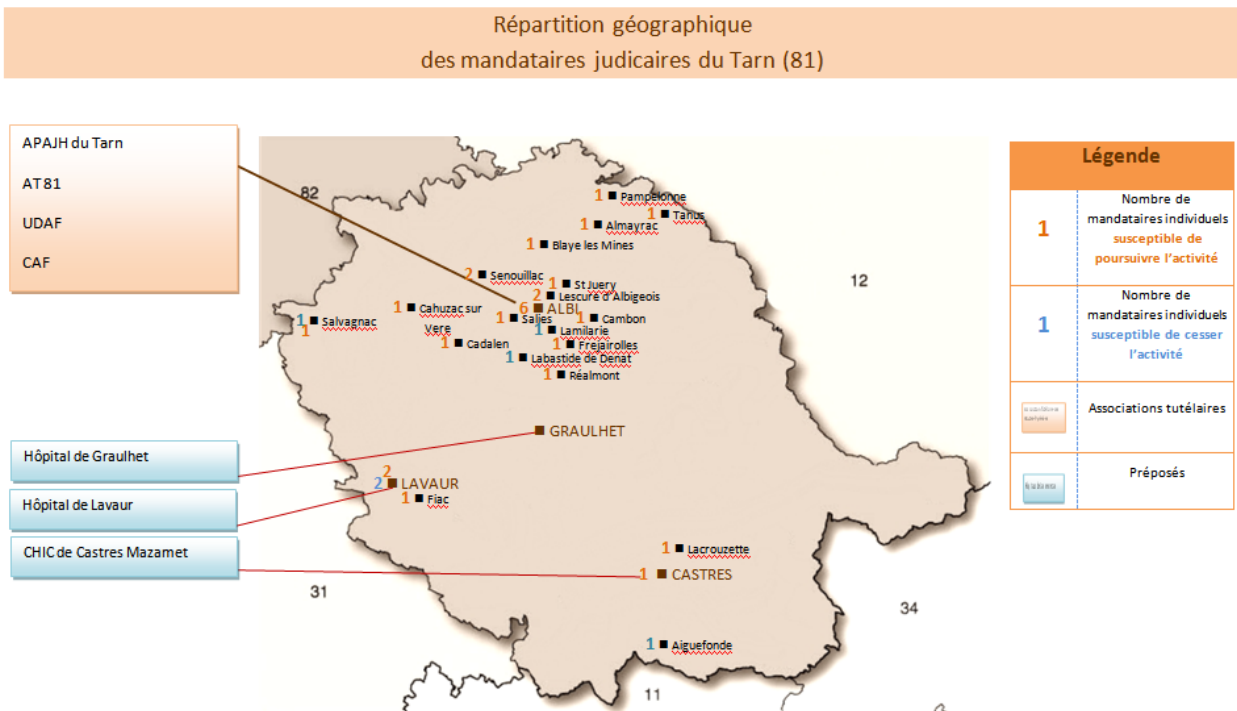 Répartition géographique
des mandataires judicaires du Tarn (81)
APAJH du Tarn
AT81
UDAF
CAF
Hôpital de Graulhet
Hôpital de Lavaur
CHIC de Castres Mazamet
82
12
31
34
11
1 Pampelonne
1 Tanus
1 Almayrac
1 Blaye les Mines
2 Senouillac
1 St Juery
2 Lescure d'Albigeois
6 ALBI
1 Cahuzac sur
Vere
1 Salies
1 Cambon
1 Salvagnac
1
1 Lamilarie
1 Cadalen
1 Frejairolles
1 Labastide de Denat
1 Réalmont
GRAULHET
2
2 LAVAUR
1 Fiac
1 Lacrouzette
1 CASTRES
1 Aiguefonde
Légende
1
Nombre de
mandataires individuels
susceptible de
poursuivre l'activité
1
Nombre de
mandataires individuels
susceptible de cesser
l'activité
Associations tutélaires
Préposés